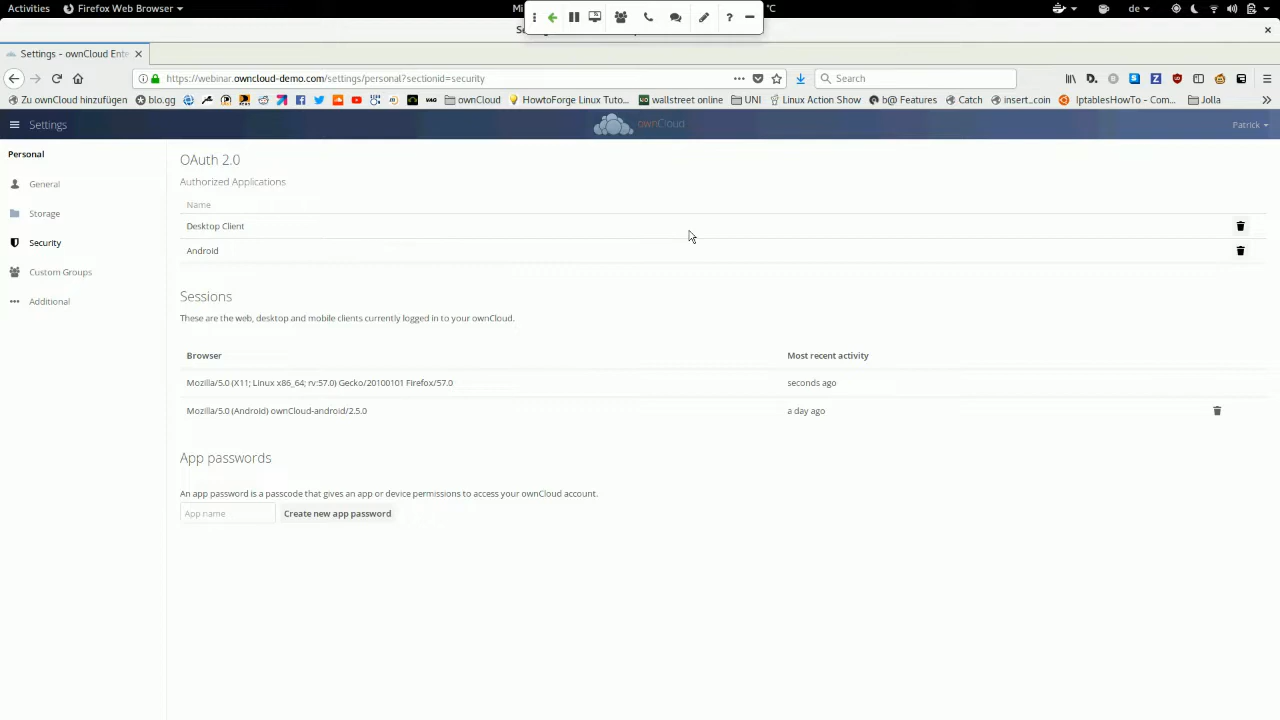 Activities
Firefox Web Browser
Mi
°C
de
Se
Settings - ownCloud Ente
https://webinar.owncloud-demo.com/settings/personal?sectionid=security
Search
Zu ownCloud hinzufügen
blo.gg
ownCloud
HowtoForge Linux Tuto...
wallstreet online
UNI
Linux Action Show
b@ Features
Catch
insert_coin
IptablesHowTo - Com...
Jolla
Settings
ownCloud
Patrick
Personal
General
Storage
Security
Custom Groups
Additional
OAuth 2.0
Authorized Applications
Name
Desktop Client
Android
Sessions
These are the web, desktop and mobile clients currently logged in to your ownCloud.
Browser Most recent activity
Mozilla/5.0 (X11; Linux x86_64; rv:57.0) Gecko/20100101 Firefox/57.0 seconds ago
Mozilla/5.0 (Android) ownCloud-android/2.5.0 a day ago
App passwords
An app password is a passcode that gives an app or device permissions to access your ownCloud account.
App name Create new app password